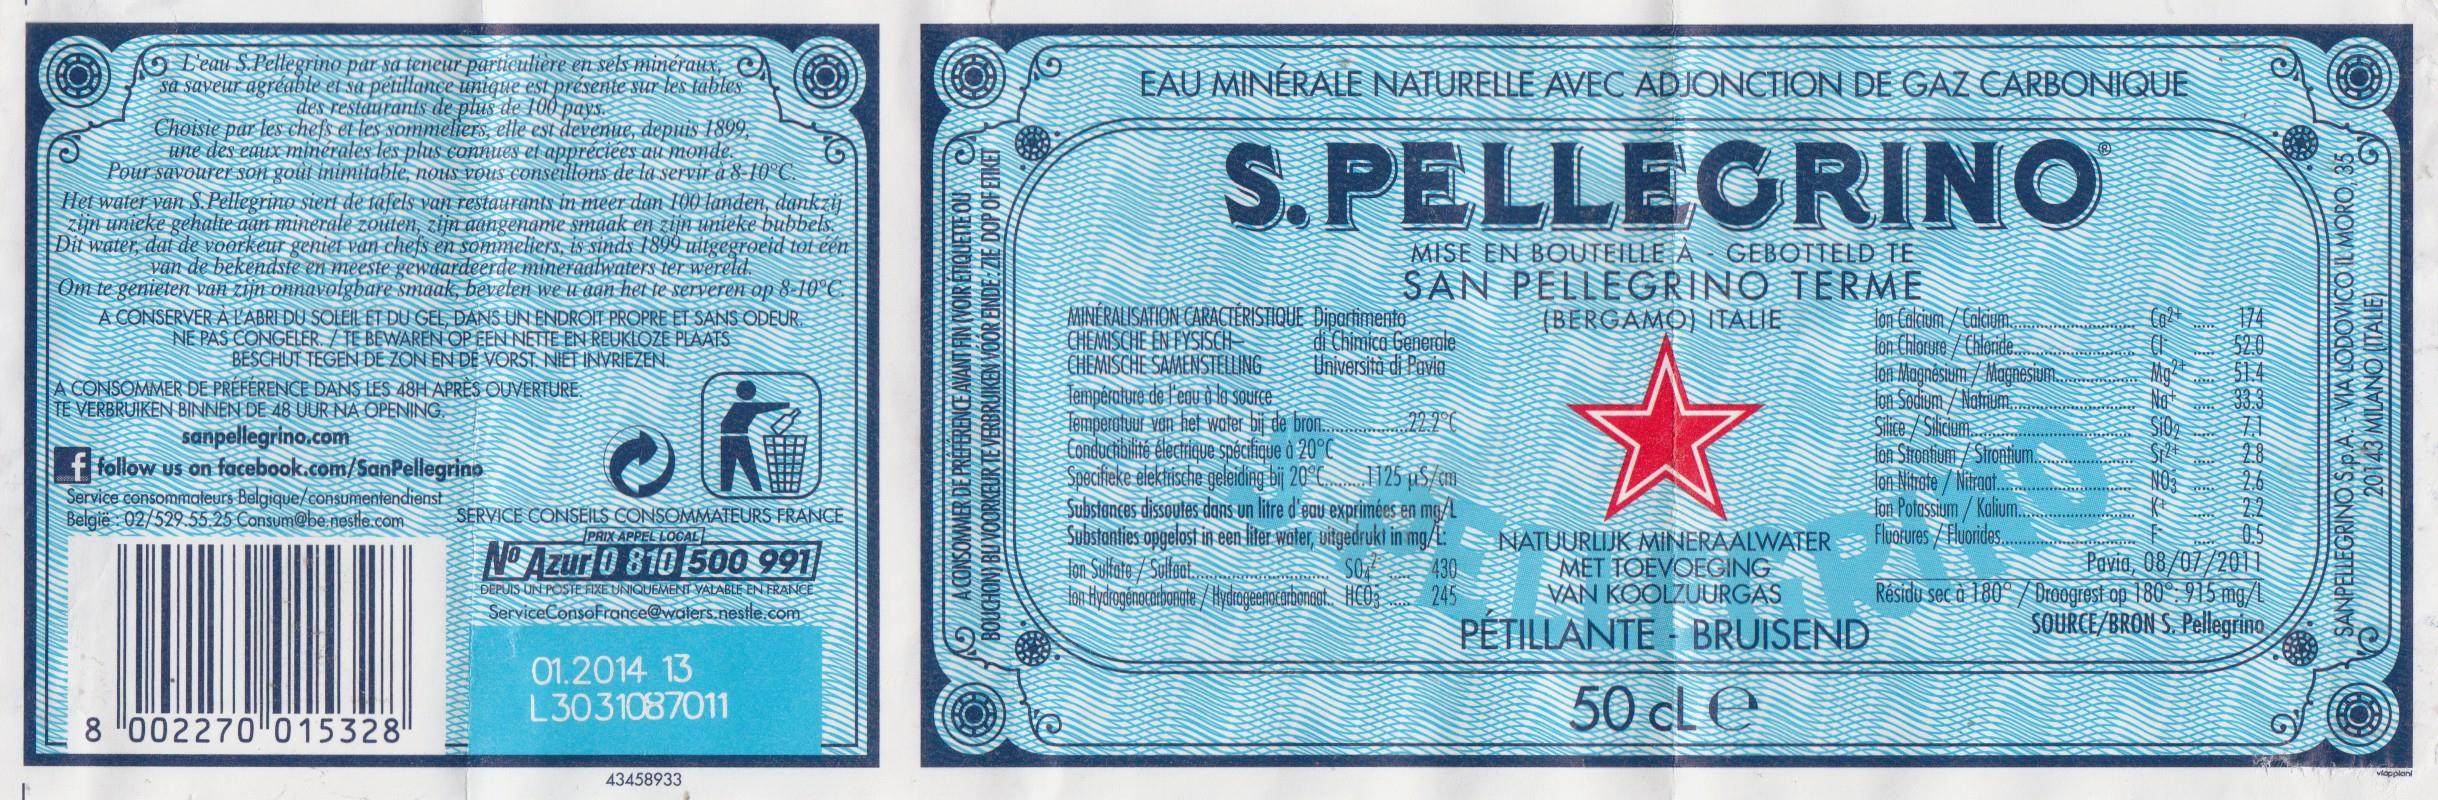 L'eau S.Pellegrino par sa teneur particulière en sels minéraux,
sa saveur agréable et sa pétillance unique est présente sur les tables
des restaurants de plus de 100 pays.
Choisie par les chefs et les sommeliers, elle est devenue, depuis 1899,
une des eaux minérales les plus connues et appréciées au monde.
Pour savourer son goût inimitable, nous vous conseillons de la servir à 8-10°C.
Het water van S.Pellegrino siert de tafels van restaurants in meer dan 100 landen, dankzij
zijn unieke gehalte aan minerale zouten, zijn aangename smaak en zijn unieke bubbels.
Dit water, dat de voorkeur geniet van chefs en sommeliers, is sinds 1899 uitgegroeid tot één
van de bekendste en meeste gewaardeerde mineraalwaters ter wereld.
Om te genieten van zijn onnavolgbare smaak, bevelen we u aan het te serveren op 8-10°C.
A CONSERVER À L'ABRI DU SOLEIL ET DU GEL, DANS UN ENDROIT PROPRE ET SANS ODEUR.
NE PAS CONGELER. / TE BEWAREN OP EEN NETTE EN REUKLOZE PLAATS
BESCHUT TEGEN DE ZON EN DE VORST. NIET INVRIEZEN.
A CONSOMMER DE PRÉFÉRENCE DANS LES 48H APRÈS OUVERTURE.
TE VERBRUIKEN BINNEN DE 48 UUR NA OPENING.
sanpellegrino.com
f follow us on facebook.com/SanPellegrino
Service consommateurs Belgique/consumentendienst
België : 02/529.55.25 Consum@be.nestle.com
SERVICE CONSEILS CONSOMMATEURS FRANCE
PRIX APPEL LOCAL
N° Azur 0 810 500 991
DEPUIS UN POSTE FIXE UNIQUEMENT VALABLE EN FRANCE
ServiceConsoFrance@waters.nestle.com
01.2014 13
L3031087011
8 002270 015328
43458933
A CONSOMMER DE PRÉFÉRENCE AVANT FIN (VOIR ÉTIQUETTE OU
BOUCHON) BIJ VOORKEUR TE VERBRUIKEN VÓÓR EINDE: ZIE DOP OF ETIKET
EAU MINÉRALE NATURELLE AVEC ADJONCTION DE GAZ CARBONIQUE
S.PELLEGRINO®
MISE EN BOUTEILLE À - GEBOTTELD TE
SAN PELLEGRINO TERME
(BERGAMO) ITALIE
MINÉRALISATION CARACTÉRISTIQUE Dipartimento
CHEMISCHE EN FYSISCH– di Chimica Generale
CHEMISCHE SAMENSTELLING Università di Pavia
Température de l'eau à la source
Temperatuur van het water bij de bron..................22.2°C
Conductibilité électrique spécifique à 20°C
Specifieke elektrische geleiding bij 20°C.........1125 µS/cm
Substances dissoutes dans un litre d'eau exprimées en mg/L
Substanties opgelost in een liter water, uitgedrukt in mg/L:
Ion Sulfate / Sulfaat............................ SO₄²⁻ ..... 430
Ion Hydrogénocarbonate / Hydrogeenocarbonaat.. HCO₃⁻ ..... 245
Ion Calcium / Calcium......................... Ca²⁺ ..... 174
Ion Chlorure / Chloride........................ Cl⁻ ..... 52.0
Ion Magnésium / Magnesium................ Mg²⁺ ..... 51.4
Ion Sodium / Natrium......................... Na⁺ ..... 33.3
Silice / Silicium................................. SiO₂ ..... 7.1
Ion Strontium / Strontium.................... Sr²⁺ ..... 2.8
Ion Nitrate / Nitraat........................... NO₃⁻ ..... 2.6
Ion Potassium / Kalium....................... K⁺ ..... 2.2
Fluorures / Fluorides........................... F⁻ ..... 0.5
Pavia, 08/07/2011
Résidu sec à 180° / Droogrest op 180°: 915 mg/L
SOURCE/BRON S. Pellegrino
NATUURLIJK MINERAALWATER
MET TOEVOEGING
VAN KOOLZUURGAS
S.PELLEGRINO
PÉTILLANTE - BRUISEND
50 cL e
SANPELLEGRINO S.p.A. - VIA LODOVICO IL MORO, 35
20143 MILANO (ITALIE)
viappiani